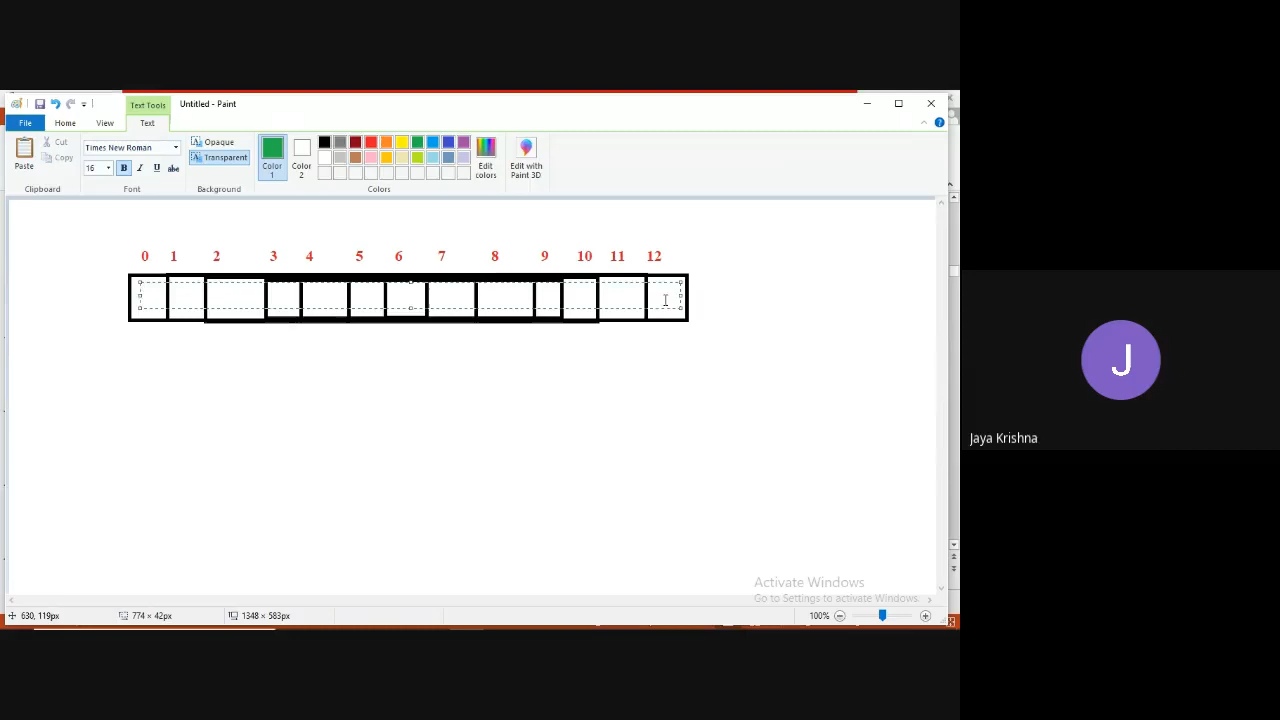 Text Tools Untitled - Paint
File Home View Text
Paste Cut Copy Times New Roman 16 B I U abc Opaque Transparent Color 1 Color 2 Edit colors Edit with Paint 3D
Clipboard Font Background Colors
0 1 2 3 4 5 6 7 8 9 10 11 12
J
Jaya Krishna
Activate Windows
Go to Settings to activate Windows.
630, 119px 774 × 42px 1348 × 583px 100%